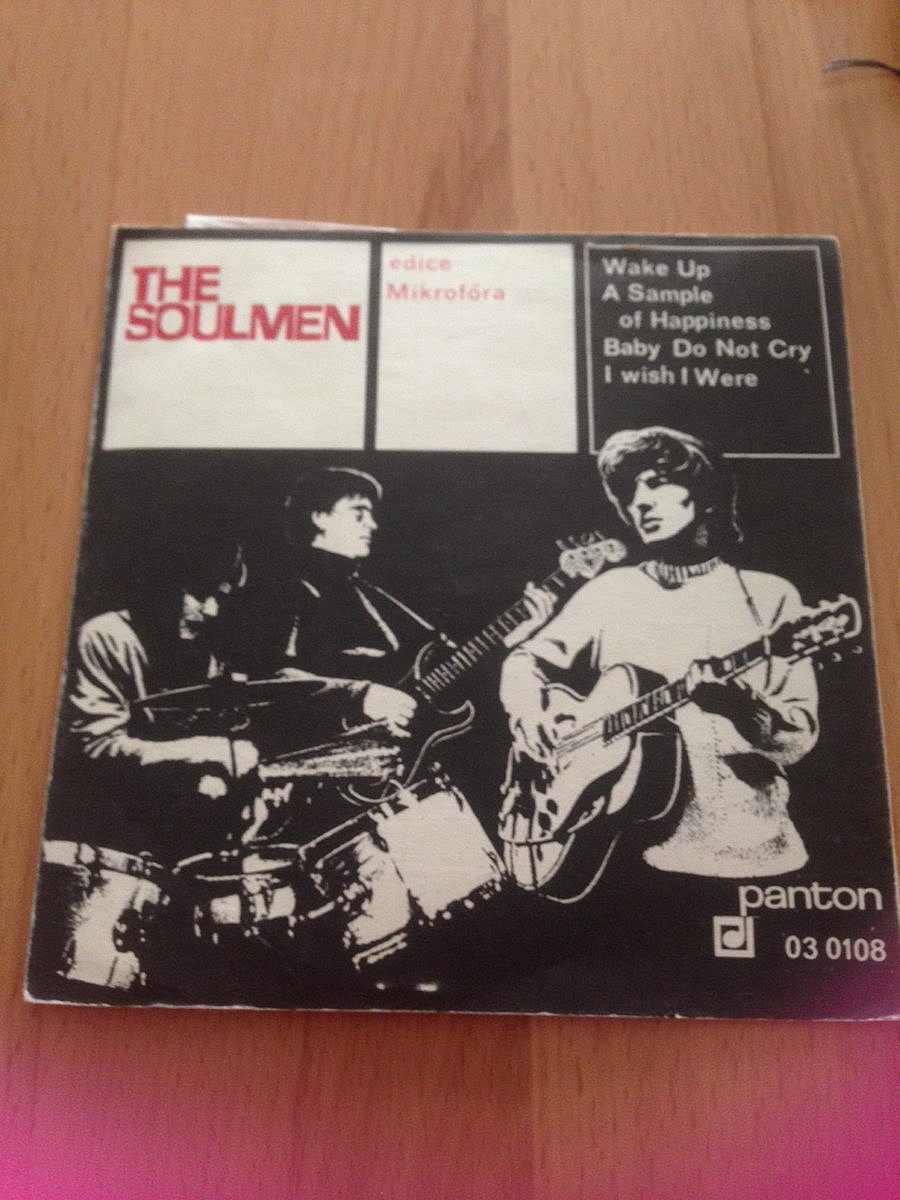 THE
SOULMEN
edice
Mikrofóra
Wake Up
A Sample
of Happiness
Baby Do Not Cry
I wish I Were
panton
03 0108